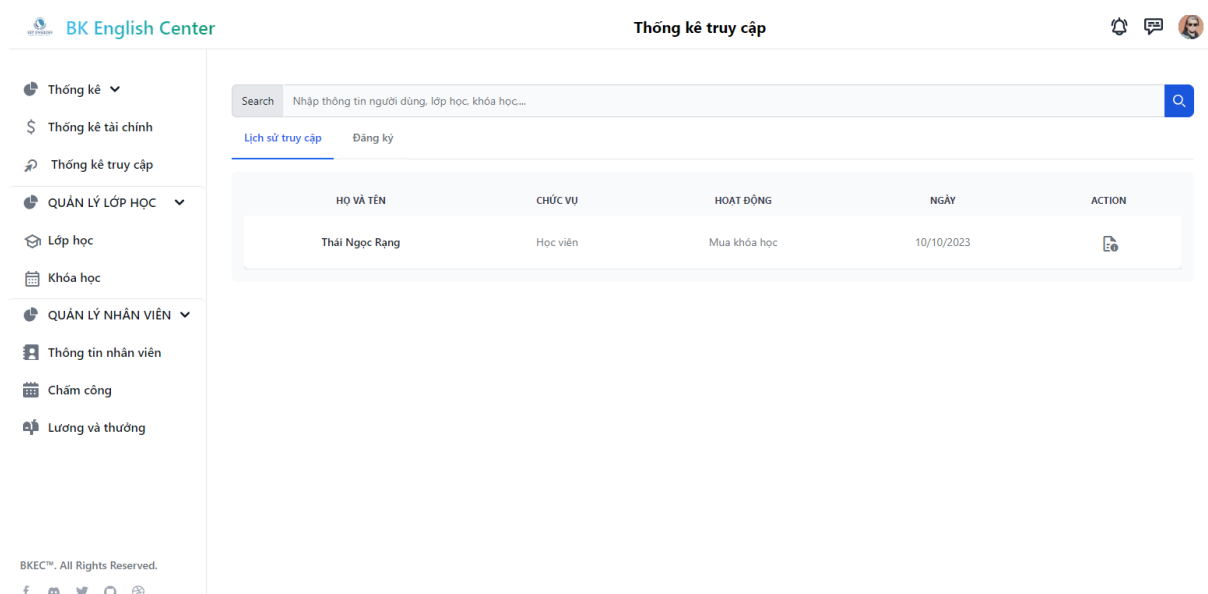 BK English Center
Thống kê truy cập
Thống kê
Thống kê tài chính
Thống kê truy cập
QUẢN LÝ LỚP HỌC
Lớp học
Khóa học
QUẢN LÝ NHÂN VIÊN
Thông tin nhân viên
Chấm công
Lương và thưởng
BKEC™. All Rights Reserved.
Search Nhập thông tin người dùng, lớp học, khóa học,...
Lịch sử truy cập Đăng ký
HỌ VÀ TÊN CHỨC VỤ HOẠT ĐỘNG NGÀY ACTION
Thái Ngọc Rạng Học viên Mua khóa học 10/10/2023